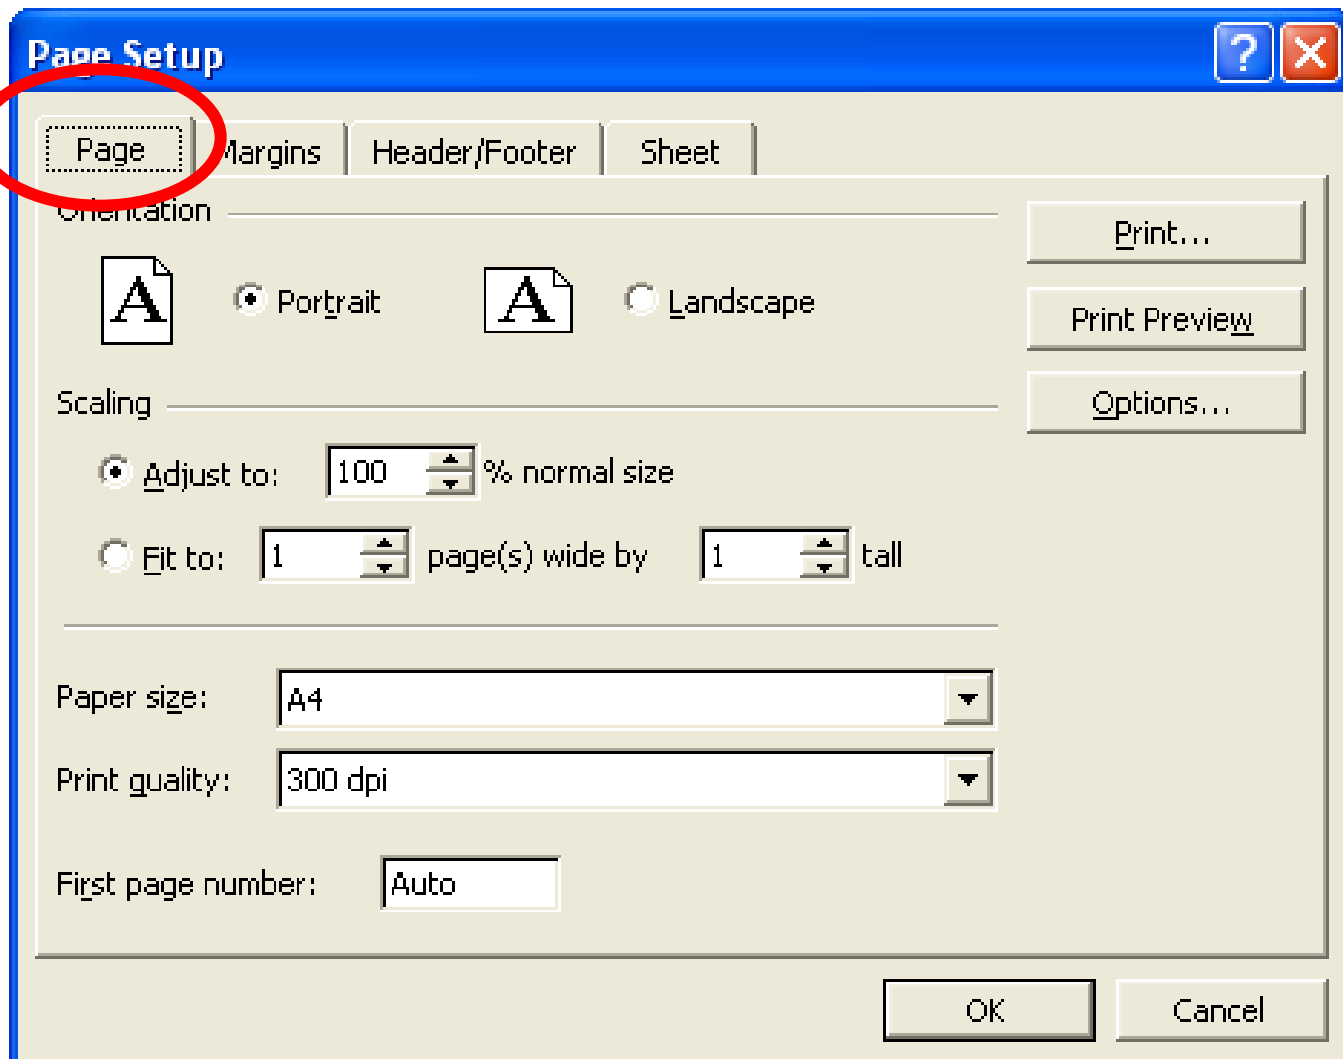 Page Setup
Page Margins Header/Footer Sheet
Orientation
Print...
A Portrait A Landscape
Print Preview
Scaling
Options...
Adjust to: 100 % normal size
Fit to: 1 page(s) wide by 1 tall
Paper size: A4
Print quality: 300 dpi
First page number: Auto
OK Cancel